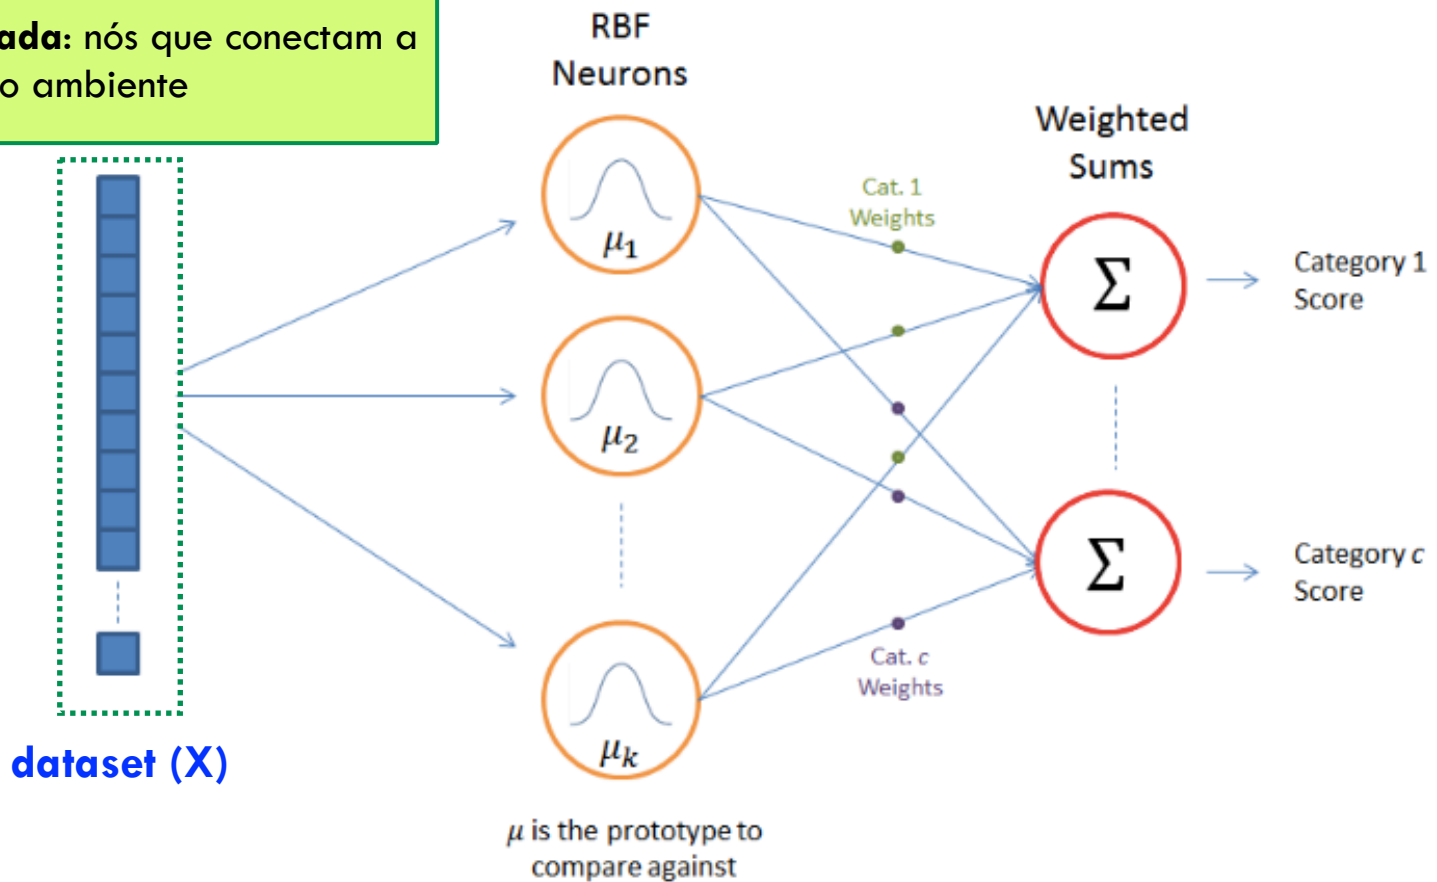 ada: nós que conectam a
o ambiente
RBF
Neurons
Weighted
Sums
Cat. 1
Weights
μ1
Σ
Category 1
Score
μ2
Σ
Category c
Score
Cat. c
Weights
μk
dataset (X)
μ is the prototype to
compare against